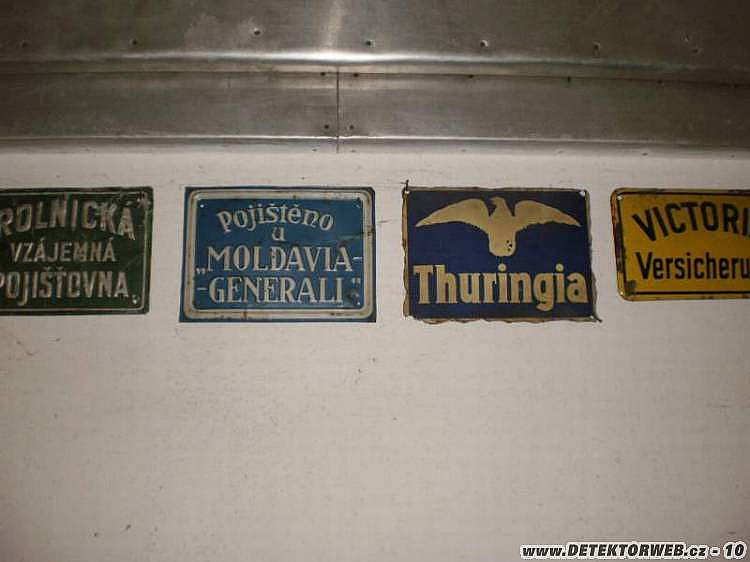 ROLNICKÁ
VZÁJEMNÁ
POJIŠŤOVNA
Pojištěno
u
„MOLDAVIA-
-GENERALI"
Thuringia
VICTORI
Versicheru
www.DETEKTORWEB.cz - 10